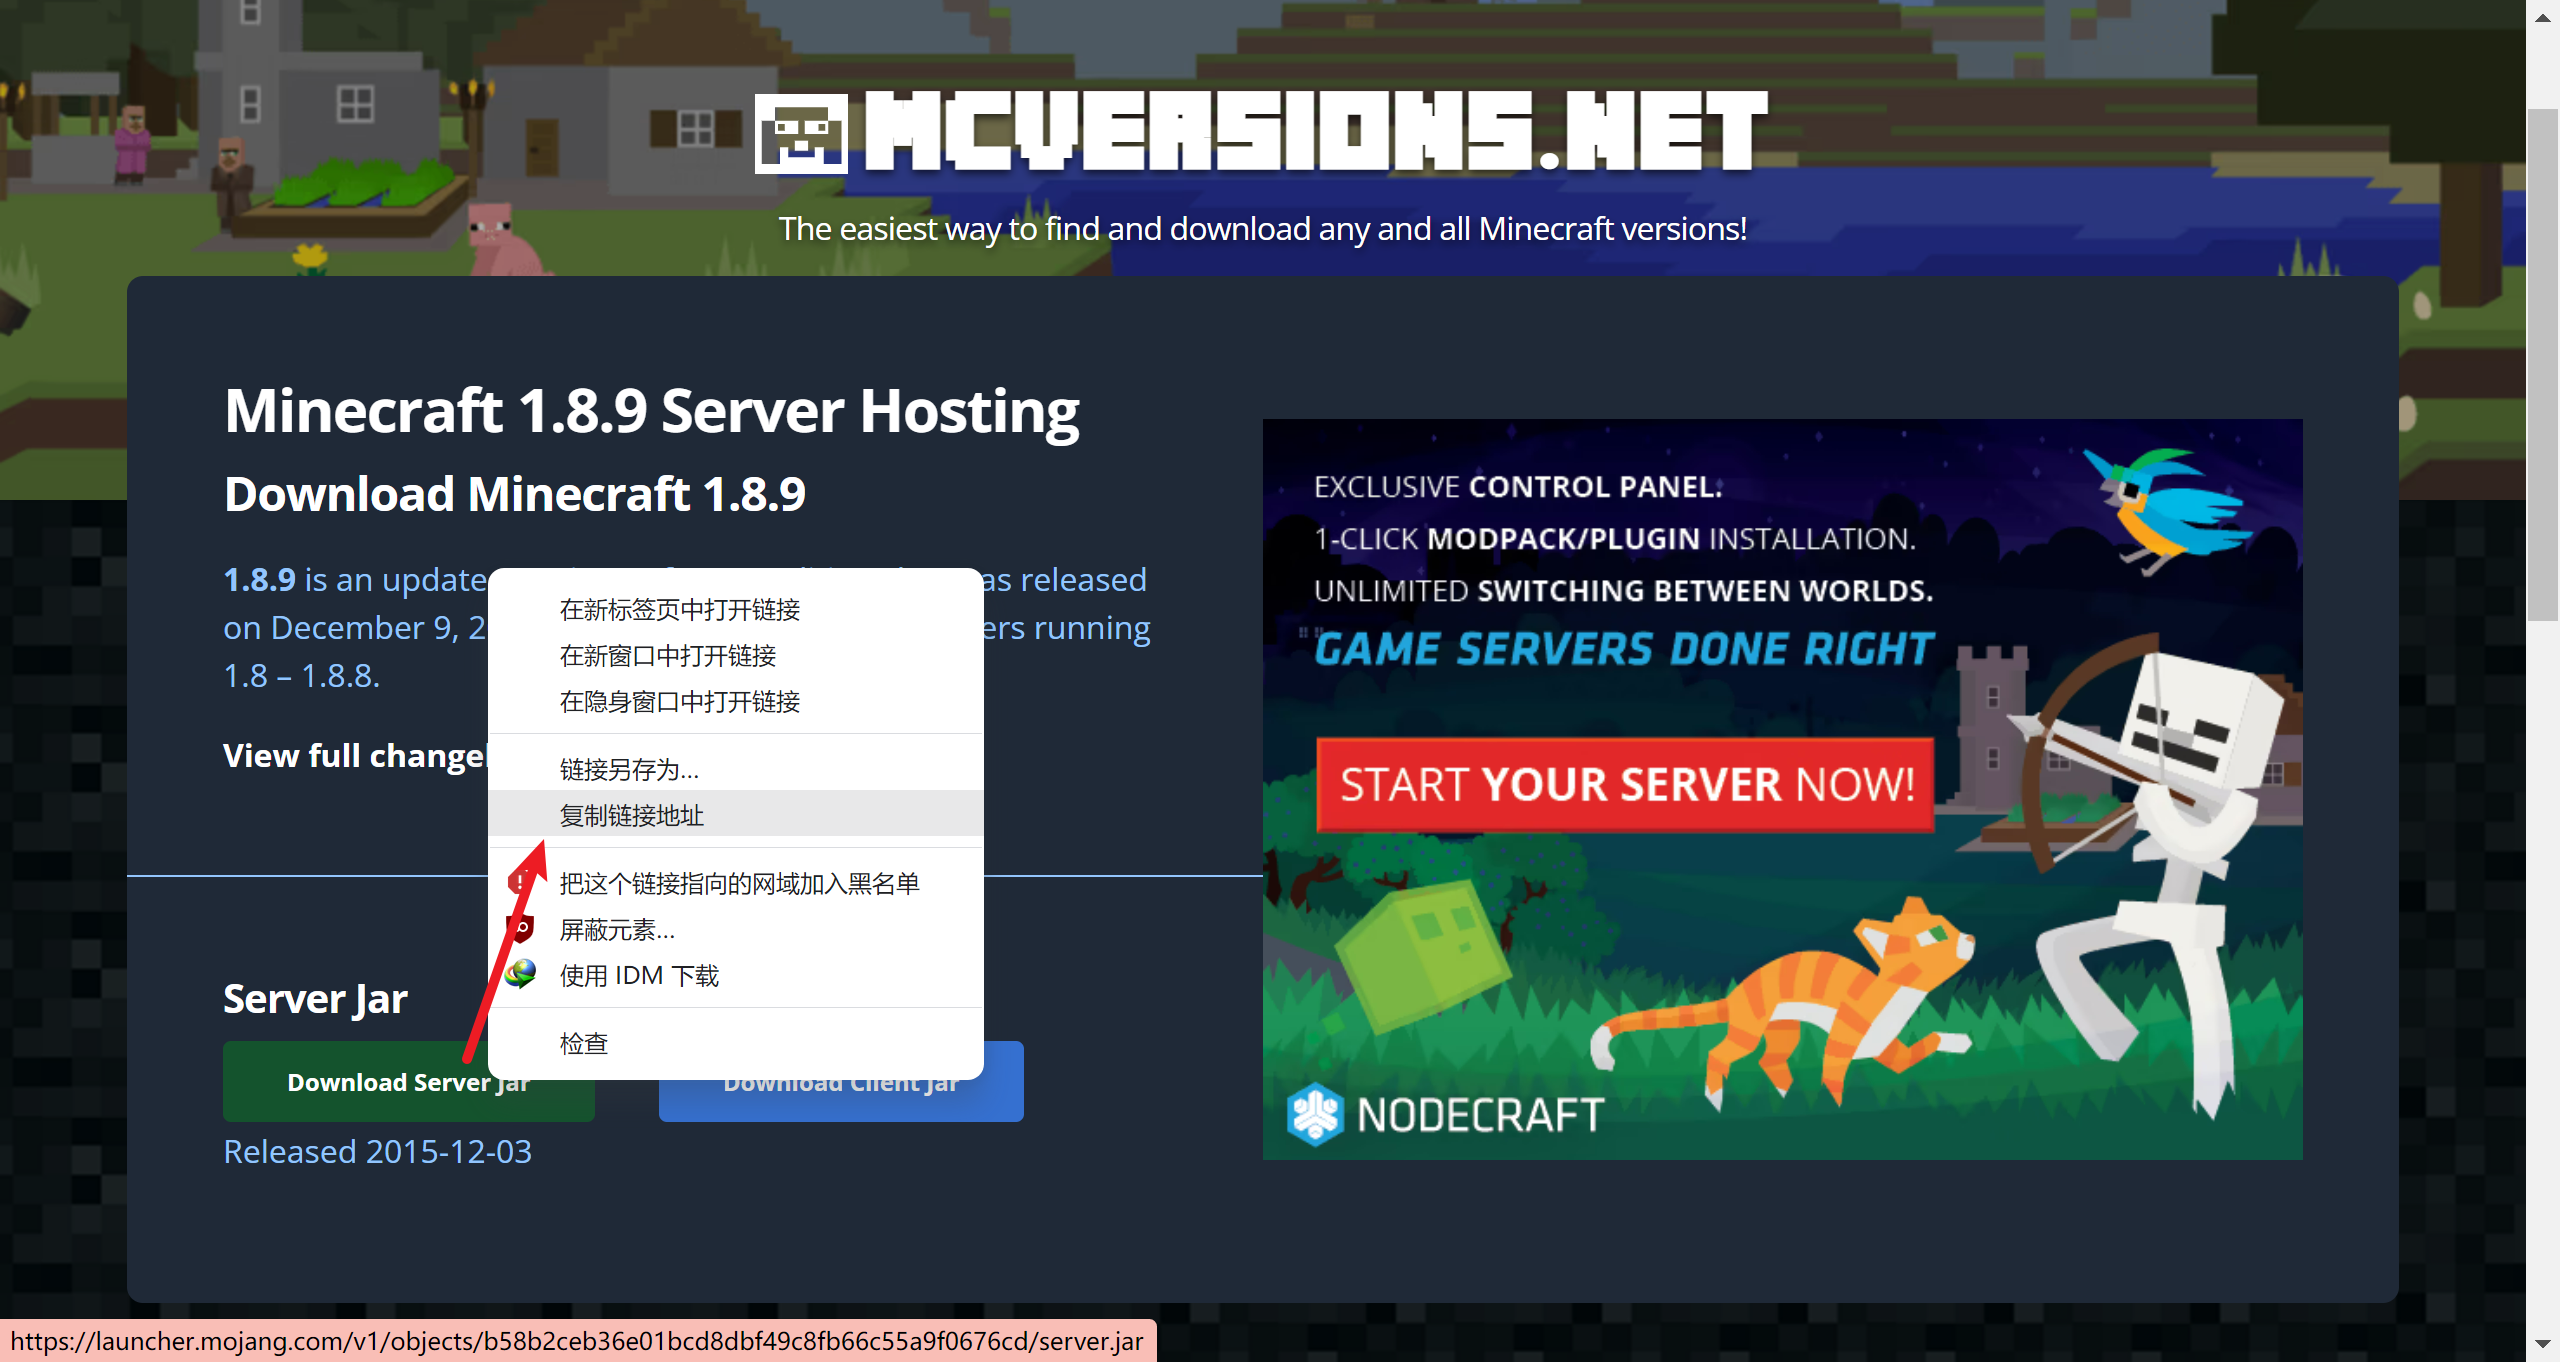 MCVERSIONS.NET
The easiest way to find and download any and all Minecraft versions!
Minecraft 1.8.9 Server Hosting
Download Minecraft 1.8.9
1.8.9 is an update as released
on December 9, 2 ers running
1.8 – 1.8.8.
View full changel
在新标签页中打开链接
在新窗口中打开链接
在隐身窗口中打开链接
链接另存为...
复制链接地址
把这个链接指向的网域加入黑名单
屏蔽元素...
使用 IDM 下载
检查
Server Jar
Download Server Jar
Download Client Jar
Released 2015-12-03
EXCLUSIVE CONTROL PANEL.
1-CLICK MODPACK/PLUGIN INSTALLATION.
UNLIMITED SWITCHING BETWEEN WORLDS.
GAME SERVERS DONE RIGHT
START YOUR SERVER NOW!
NODECRAFT
https://launcher.mojang.com/v1/objects/b58b2ceb36e01bcd8dbf49c8fb66c55a9f0676cd/server.jar